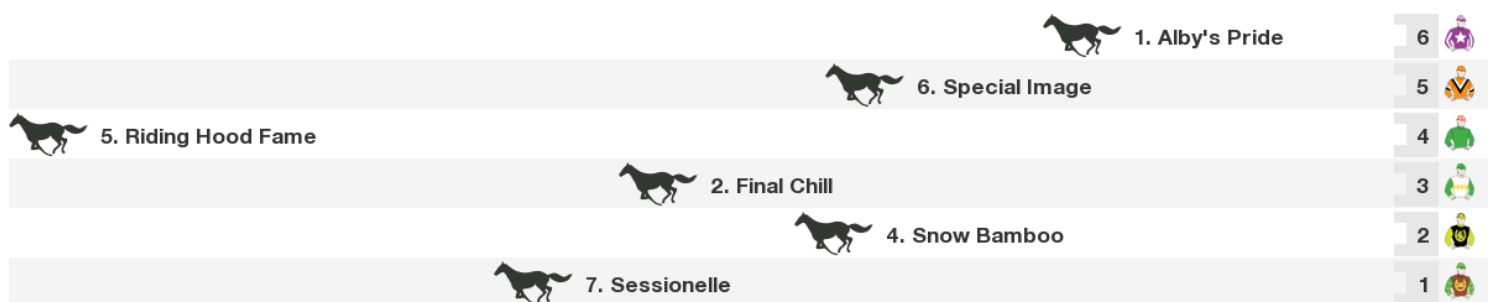 1. Alby's Pride 6
6. Special Image 5
5. Riding Hood Fame 4
2. Final Chill 3
4. Snow Bamboo 2
7. Sessionelle 1